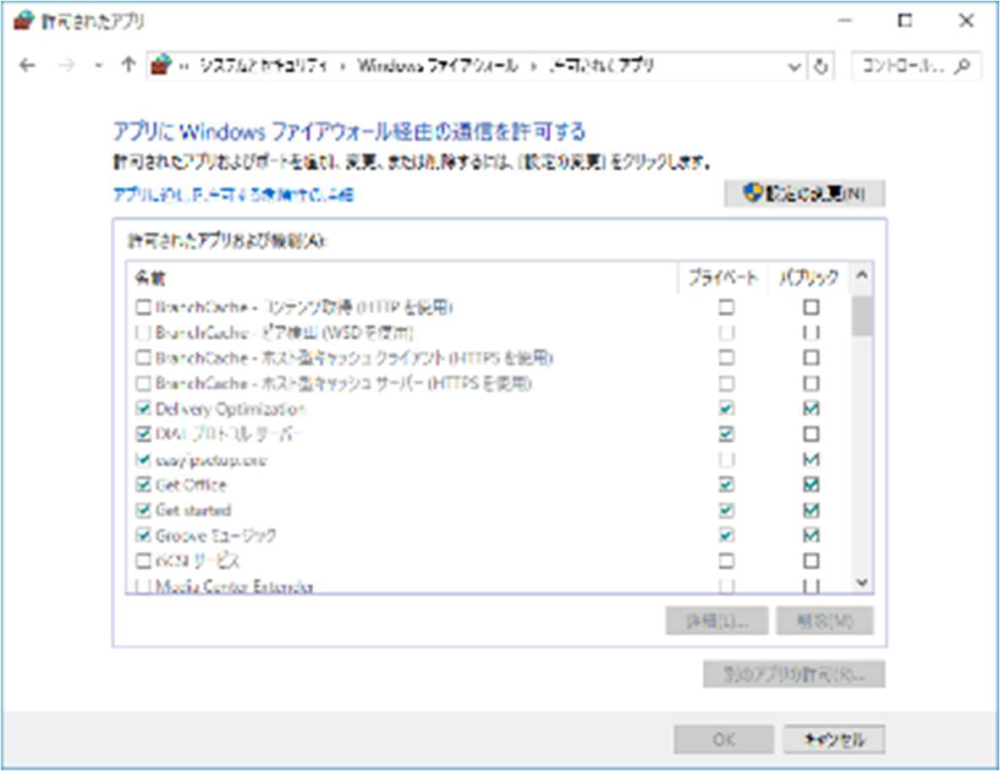 許可されたアプリ
システムとセキュリティ › Windows ファイアウォール › 許可されたアプリ
コントロール...
アプリに Windows ファイアウォール経由の通信を許可する
許可されたアプリおよびポートを追加、変更、または削除するには、[設定の変更] をクリックします。
アプリに通信を許可する危険性の詳細
設定の変更(N)
許可されたアプリおよび機能(A):
名前 プライベート パブリック
BranchCache - コンテンツ取得 (HTTP を使用)
BranchCache - ピア検出 (WSD を使用)
BranchCache - ホスト型キャッシュ クライアント (HTTPS を使用)
BranchCache - ホスト型キャッシュ サーバー (HTTPS を使用)
Delivery Optimization
DIAL プロトコル サーバー
easyipsetup.exe
Get Office
Get started
Groove ミュージック
iSCSI サービス
Media Center Extender
詳細(L)... 削除(M)
別のアプリの許可(R)...
OK キャンセル